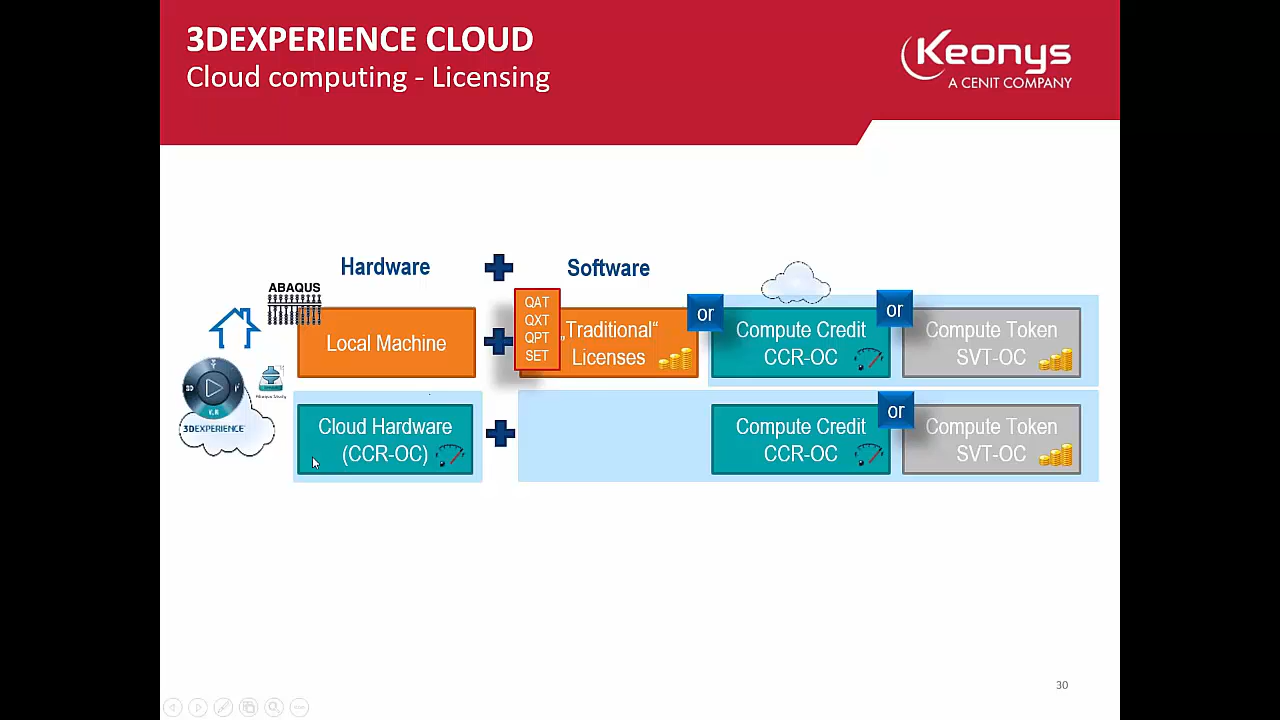 3DEXPERIENCE CLOUD
Cloud computing - Licensing
Keonys
A CENIT COMPANY
Hardware
Software
ABAQUS
Local Machine
QAT
QXT
QPT
SET
„Traditional“
Licenses
or
Compute Credit
CCR-OC
or
Compute Token
SVT-OC
3DEXPERIENCE
Cloud Hardware
(CCR-OC)
Compute Credit
CCR-OC
or
Compute Token
SVT-OC
30